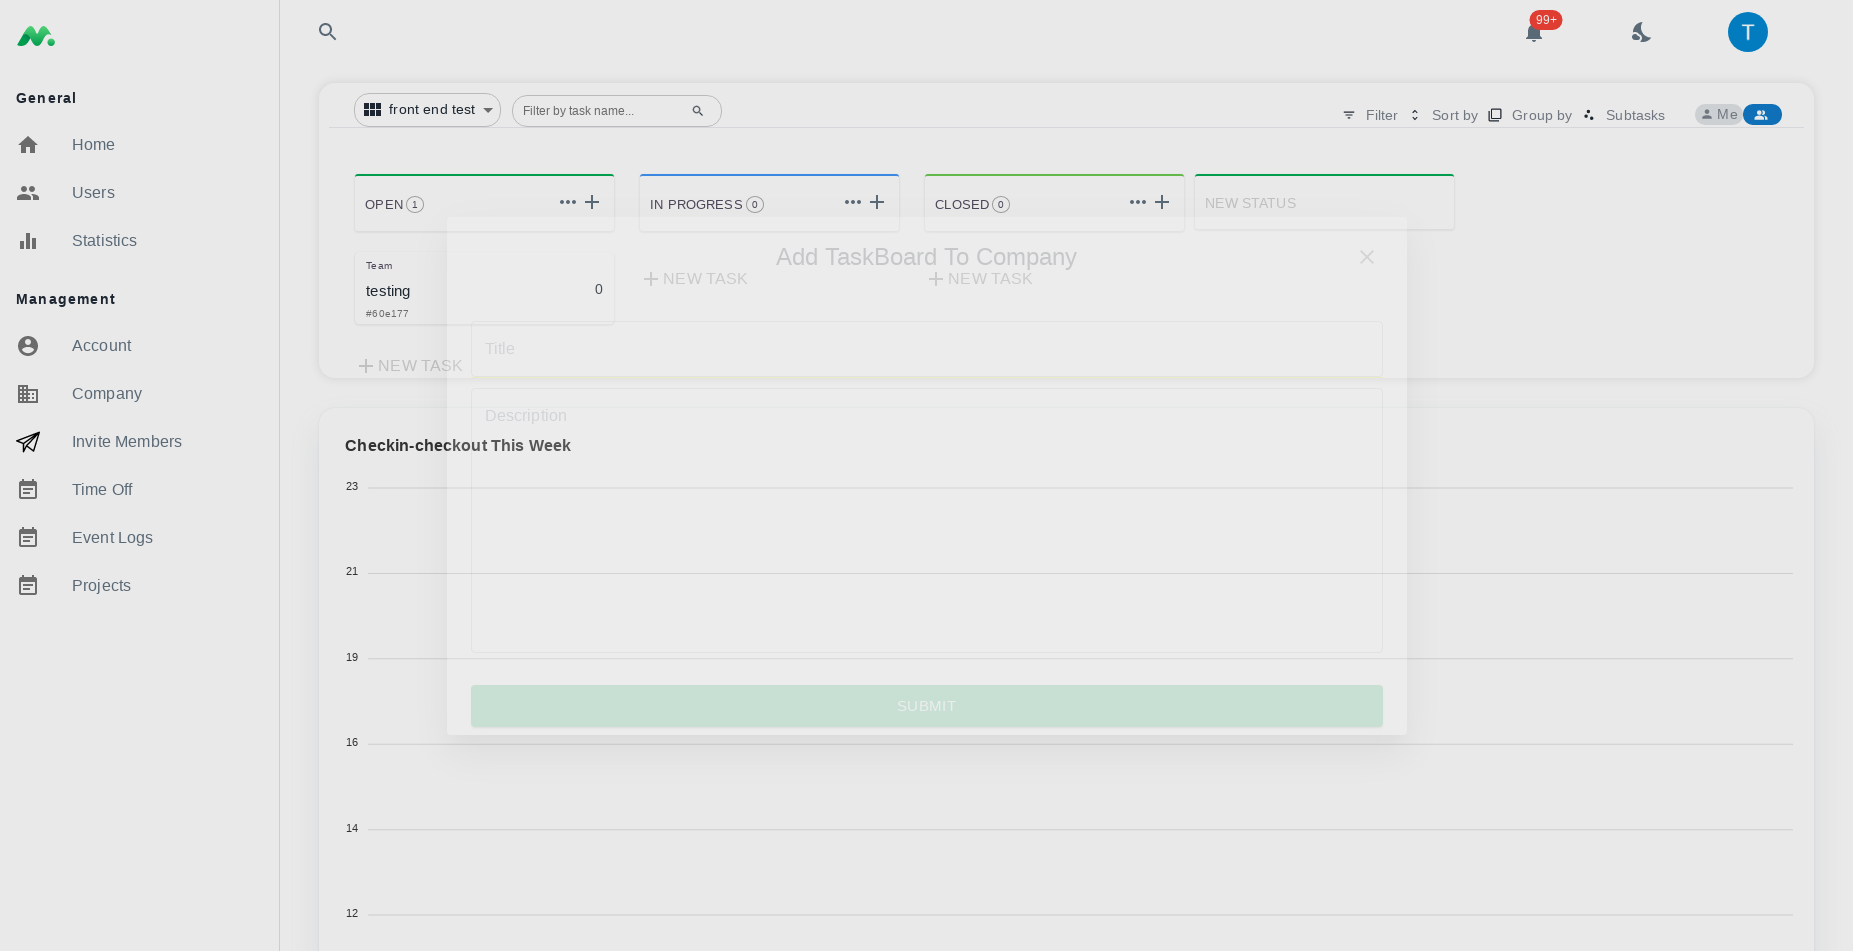 General
Home
Users
Statistics
Management
Account
Company
Invite Members
Time Off
Event Logs
Projects
99+
T
front end test
Filter by task name...
Filter
Sort by
Group by
Subtasks
Me
OPEN 1
IN PROGRESS 0
CLOSED 0
NEW STATUS
Team
testing
0
#60e177
NEW TASK
NEW TASK
NEW TASK
Add TaskBoard To Company
Title
Description
SUBMIT
Checkin-checkout This Week
23
21
19
16
14
12